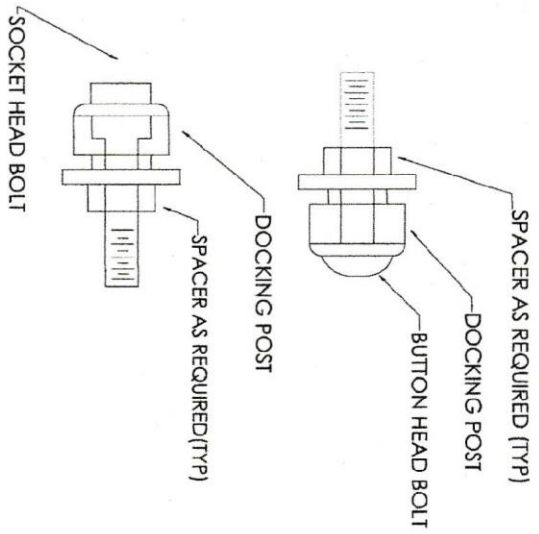 SPACER AS REQUIRED (TYP)
DOCKING POST
BUTTON HEAD BOLT
DOCKING POST
SPACER AS REQUIRED(TYP)
SOCKET HEAD BOLT